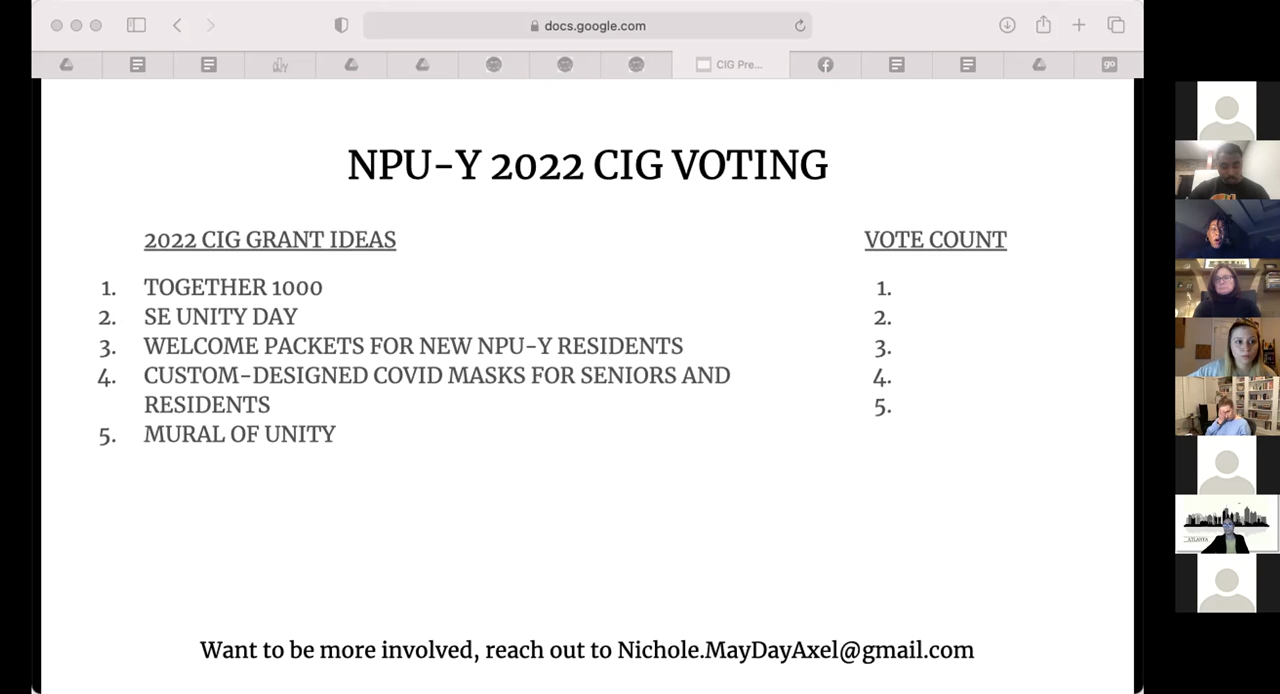 docs.google.com
CIG Pre...
go
NPU-Y 2022 CIG VOTING
2022 CIG GRANT IDEAS
VOTE COUNT
1. TOGETHER 1000
1.
2. SE UNITY DAY
2.
3. WELCOME PACKETS FOR NEW NPU-Y RESIDENTS
3.
4. CUSTOM-DESIGNED COVID MASKS FOR SENIORS AND
4.
RESIDENTS
5.
5. MURAL OF UNITY
Want to be more involved, reach out to Nichole.MayDayAxel@gmail.com
ATLANTA